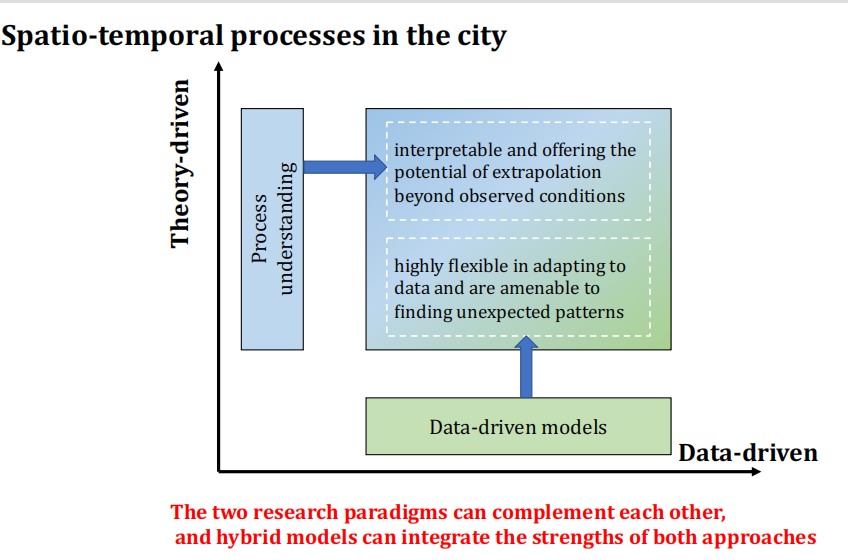 Spatio-temporal processes in the city
Theory-driven
Process
understanding
interpretable and offering the
potential of extrapolation
beyond observed conditions
highly flexible in adapting to
data and are amenable to
finding unexpected patterns
Data-driven models
Data-driven
The two research paradigms can complement each other,
and hybrid models can integrate the strengths of both approaches